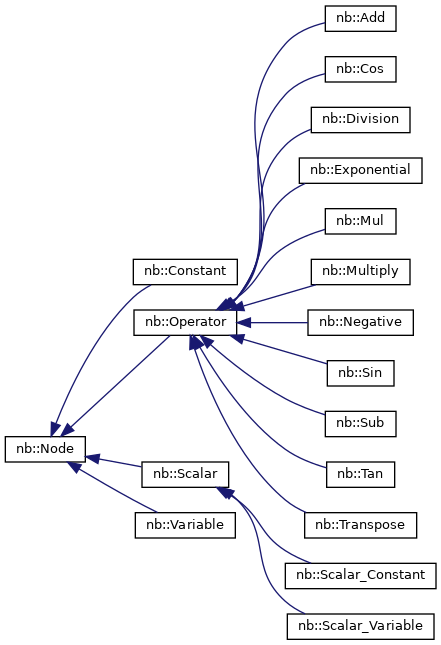 nb::Add
nb::Cos
nb::Division
nb::Exponential
nb::Mul
nb::Constant
nb::Multiply
nb::Operator
nb::Negative
nb::Sin
nb::Sub
nb::Node
nb::Scalar
nb::Tan
nb::Variable
nb::Transpose
nb::Scalar_Constant
nb::Scalar_Variable